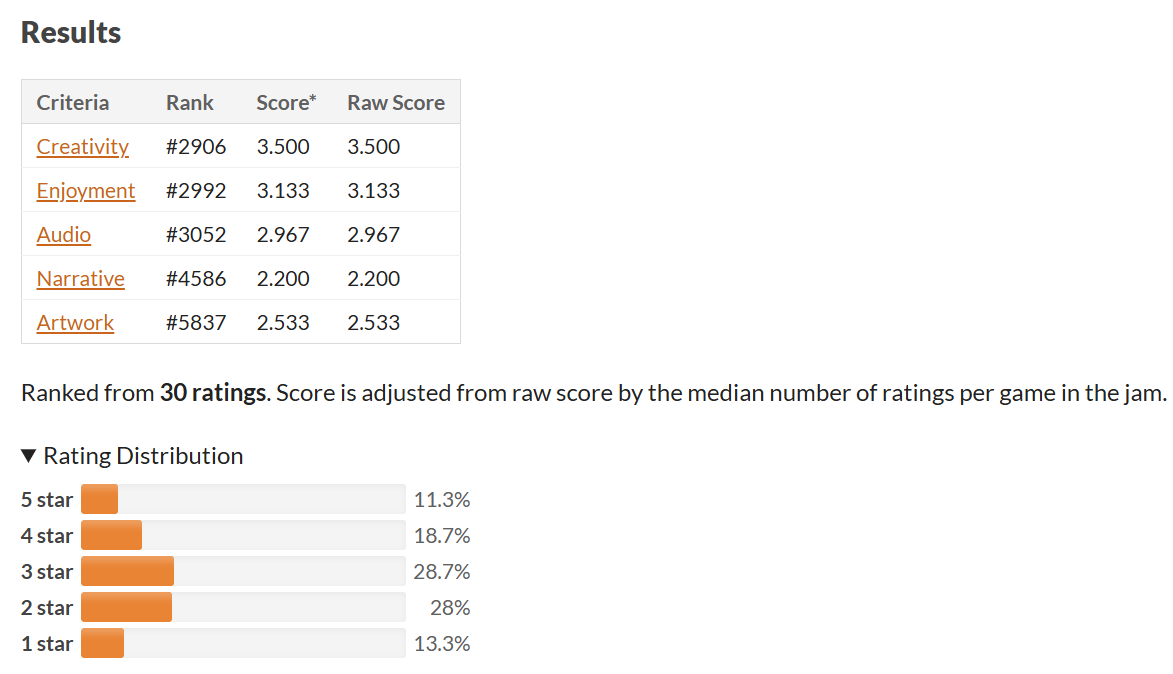 Results
Criteria Rank Score* Raw Score
Creativity #2906 3.500 3.500
Enjoyment #2992 3.133 3.133
Audio #3052 2.967 2.967
Narrative #4586 2.200 2.200
Artwork #5837 2.533 2.533
Ranked from 30 ratings. Score is adjusted from raw score by the median number of ratings per game in the jam.
▼ Rating Distribution
5 star 11.3%
4 star 18.7%
3 star 28.7%
2 star 28%
1 star 13.3%